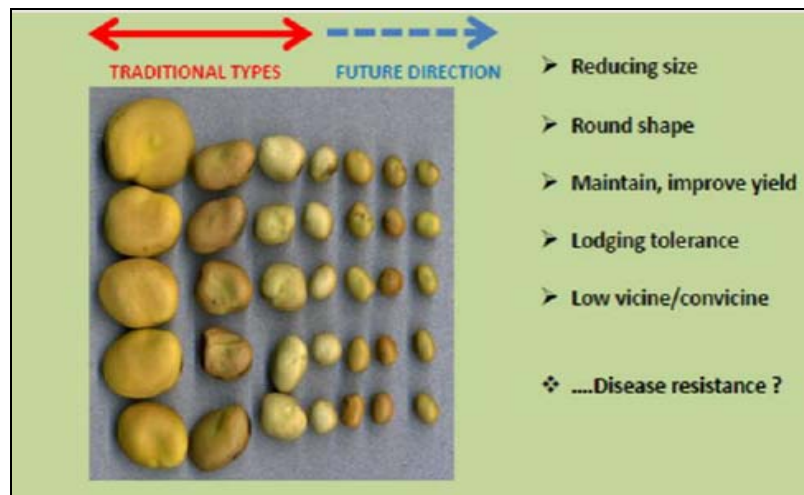 TRADITIONAL TYPES
FUTURE DIRECTION
➤ Reducing size
➤ Round shape
➤ Maintain, improve yield
➤ Lodging tolerance
➤ Low vicine/convicine
❖ ....Disease resistance ?